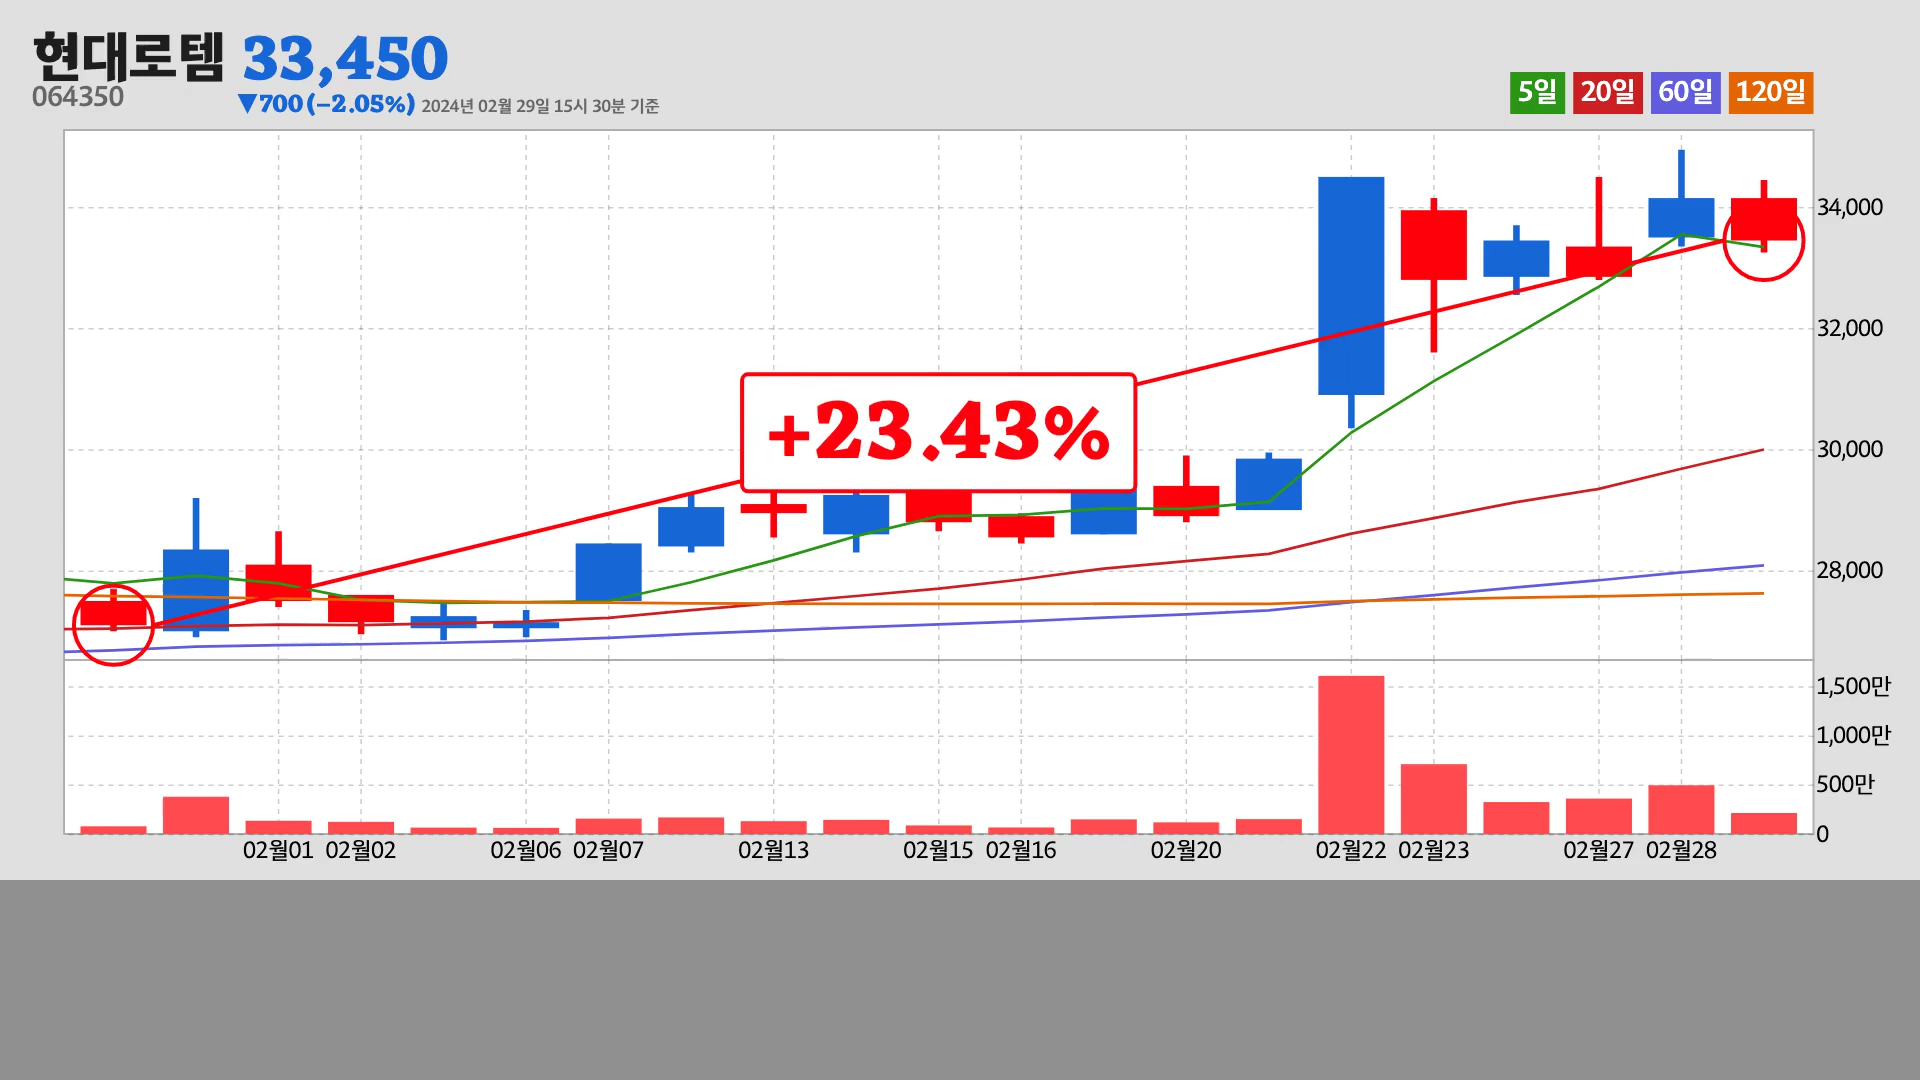 현대로템 33,450
064350
▼700 (−2.05%) 2024년 02월 29일 15시 30분 기준
5일 20일 60일 120일
34,000
32,000
+23.43%
30,000
28,000
1,500만
1,000만
500만
0
02월01 02월02 02월06 02월07 02월13 02월15 02월16 02월20 02월22 02월23 02월27 02월28